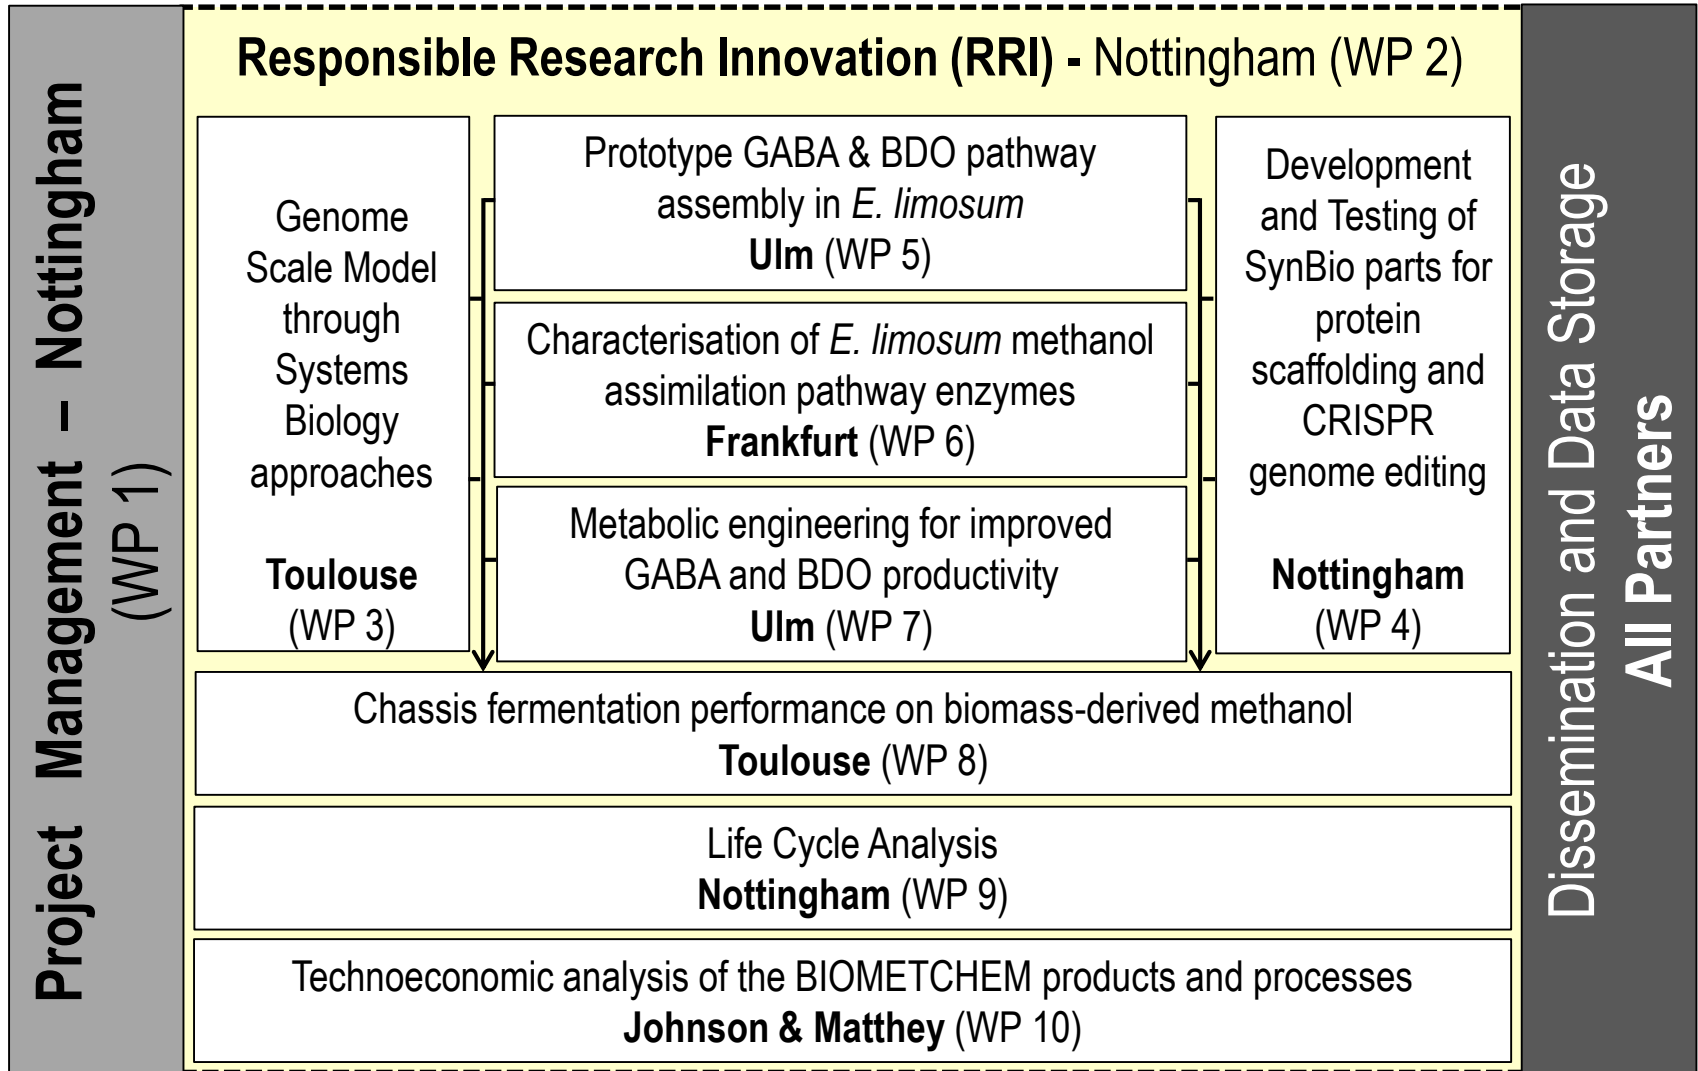 Project Management – Nottingham
(WP 1)
Responsible Research Innovation (RRI) - Nottingham (WP 2)
Genome
Scale Model
through
Systems
Biology
approaches
Toulouse
(WP 3)
Prototype GABA & BDO pathway
assembly in E. limosum
Ulm (WP 5)
Characterisation of E. limosum methanol
assimilation pathway enzymes
Frankfurt (WP 6)
Metabolic engineering for improved
GABA and BDO productivity
Ulm (WP 7)
Development
and Testing of
SynBio parts for
protein
scaffolding and
CRISPR
genome editing
Nottingham
(WP 4)
Chassis fermentation performance on biomass-derived methanol
Toulouse (WP 8)
Life Cycle Analysis
Nottingham (WP 9)
Technoeconomic analysis of the BIOMETCHEM products and processes
Johnson & Matthey (WP 10)
Dissemination and Data Storage
All Partners